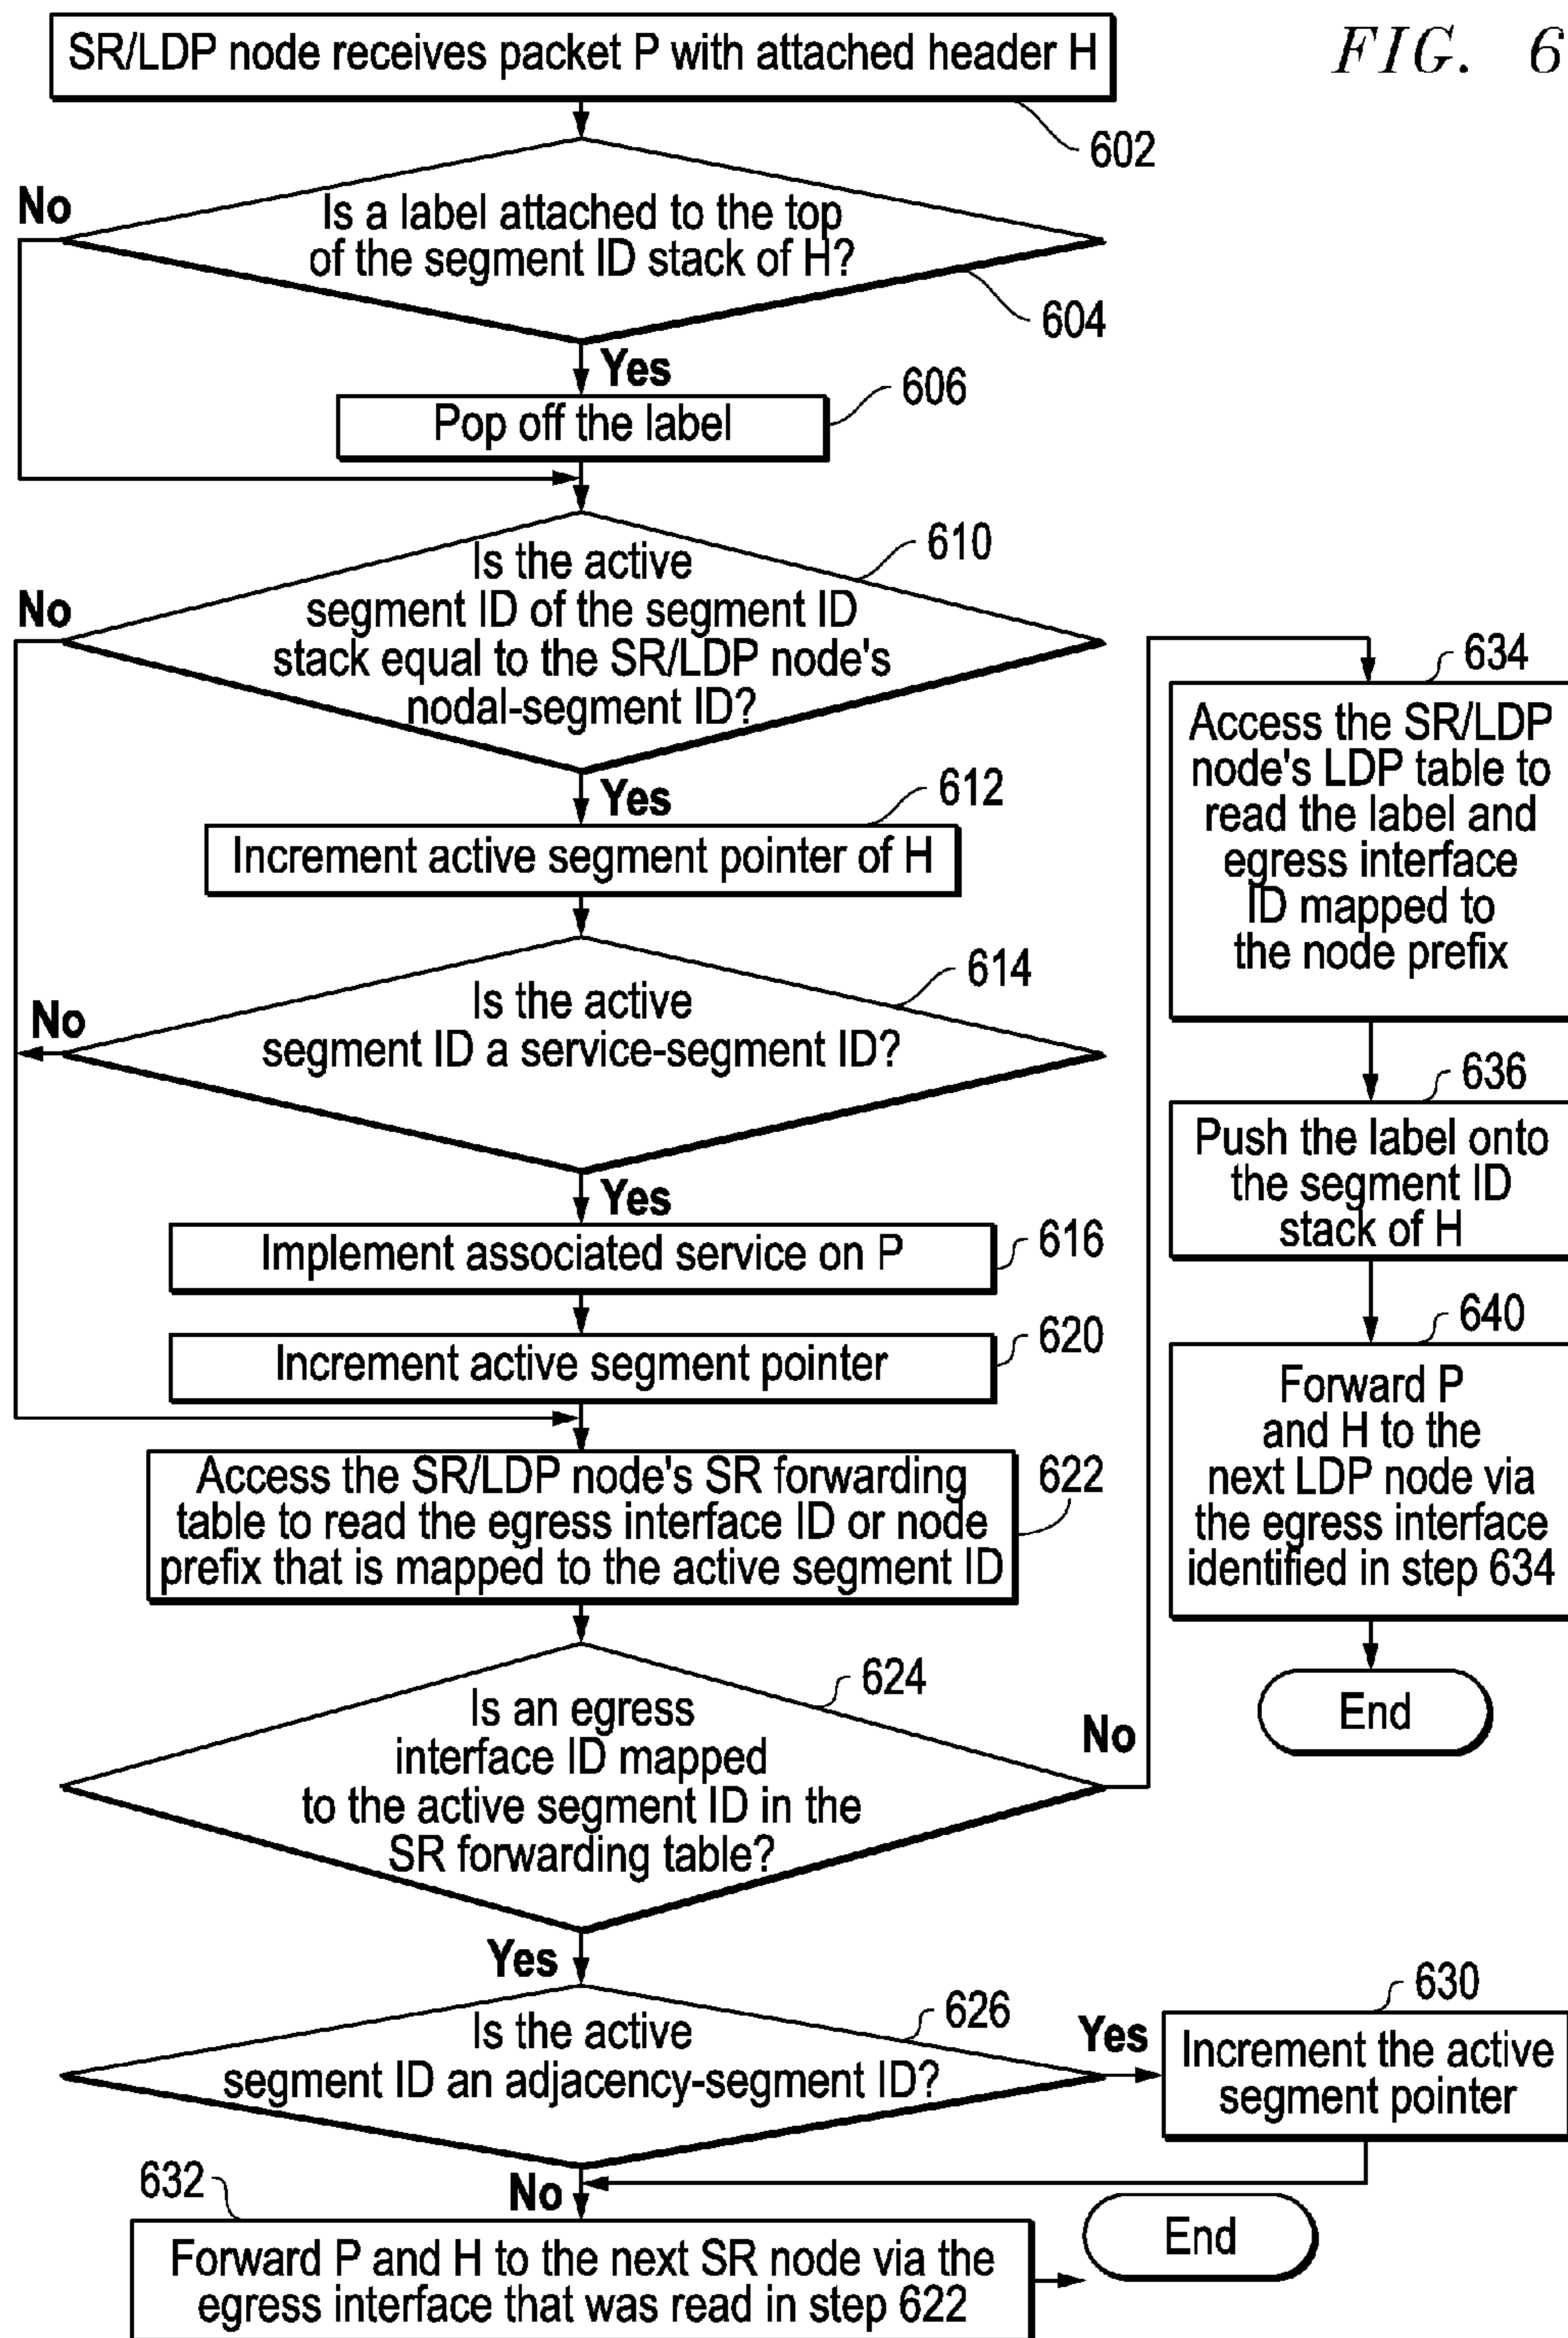 FIG. 6
SR/LDP node receives packet P with attached header H
602
No
Is a label attached to the top
of the segment ID stack of H?
604
Yes
606
Pop off the label
610
Is the active
segment ID of the segment ID
stack equal to the SR/LDP node's
nodal-segment ID?
No
Yes
612
Increment active segment pointer of H
614
Is the active
segment ID a service-segment ID?
No
Yes
Implement associated service on P
616
Increment active segment pointer
620
Access the SR/LDP node's SR forwarding
table to read the egress interface ID or node
prefix that is mapped to the active segment ID
622
624
Is an egress
interface ID mapped
to the active segment ID in the
SR forwarding table?
No
Yes
626
Is the active
segment ID an adjacency-segment ID?
Yes
630
Increment the active
segment pointer
No
632
Forward P and H to the next SR node via the
egress interface that was read in step 622
End
634
Access the SR/LDP
node's LDP table to
read the label and
egress interface
ID mapped to
the node prefix
636
Push the label onto
the segment ID
stack of H
640
Forward P
and H to the
next LDP node via
the egress interface
identified in step 634
End